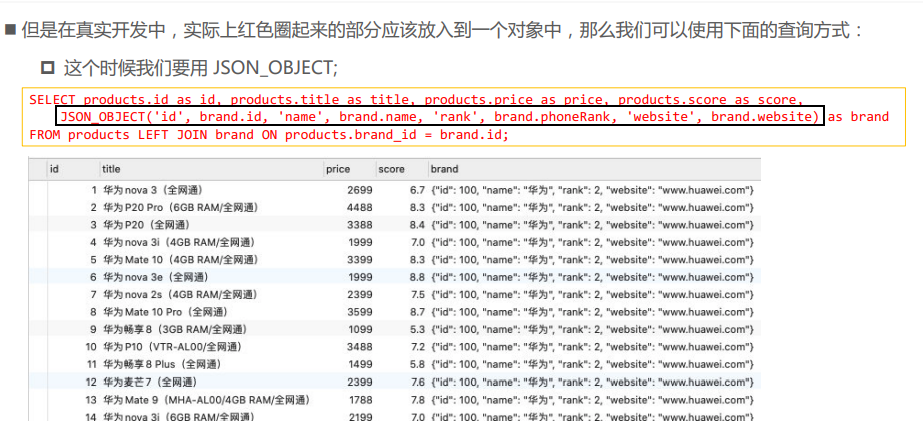 但是在真实开发中，实际上红色圈起来的部分应该放入到一个对象中，那么我们可以使用下面的查询方式：
这个时候我们要用 JSON_OBJECT;
SELECT products.id as id, products.title as title, products.price as price, products.score as score,
JSON_OBJECT('id', brand.id, 'name', brand.name, 'rank', brand.phoneRank, 'website', brand.website) as brand
FROM products LEFT JOIN brand ON products.brand_id = brand.id;
id title price score brand
1 华为 nova 3（全网通） 2699 6.7 {"id": 100, "name": "华为", "rank": 2, "website": "www.huawei.com"}
2 华为 P20 Pro（6GB RAM/全网通） 4488 8.3 {"id": 100, "name": "华为", "rank": 2, "website": "www.huawei.com"}
3 华为 P20（全网通） 3388 8.4 {"id": 100, "name": "华为", "rank": 2, "website": "www.huawei.com"}
4 华为 nova 3i（4GB RAM/全网通） 1999 7.0 {"id": 100, "name": "华为", "rank": 2, "website": "www.huawei.com"}
5 华为 Mate 10（4GB RAM/全网通） 3399 8.3 {"id": 100, "name": "华为", "rank": 2, "website": "www.huawei.com"}
6 华为 nova 3e（全网通） 1999 8.8 {"id": 100, "name": "华为", "rank": 2, "website": "www.huawei.com"}
7 华为 nova 2s（4GB RAM/全网通） 2399 7.5 {"id": 100, "name": "华为", "rank": 2, "website": "www.huawei.com"}
8 华为 Mate 10 Pro（全网通） 3599 8.7 {"id": 100, "name": "华为", "rank": 2, "website": "www.huawei.com"}
9 华为畅享 8（3GB RAM/全网通） 1099 5.3 {"id": 100, "name": "华为", "rank": 2, "website": "www.huawei.com"}
10 华为 P10（VTR-AL00/全网通） 3488 7.2 {"id": 100, "name": "华为", "rank": 2, "website": "www.huawei.com"}
11 华为畅享 8 Plus（全网通） 1499 5.8 {"id": 100, "name": "华为", "rank": 2, "website": "www.huawei.com"}
12 华为麦芒 7（全网通） 2399 7.6 {"id": 100, "name": "华为", "rank": 2, "website": "www.huawei.com"}
13 华为 Mate 9（MHA-AL00/4GB RAM/全网通） 1788 7.8 {"id": 100, "name": "华为", "rank": 2, "website": "www.huawei.com"}
14 华为 nova 3i（6GB RAM/全网通） 2199 7.0 {"id": 100, "name": "华为", "rank": 2, "website": "www.huawei.com"}